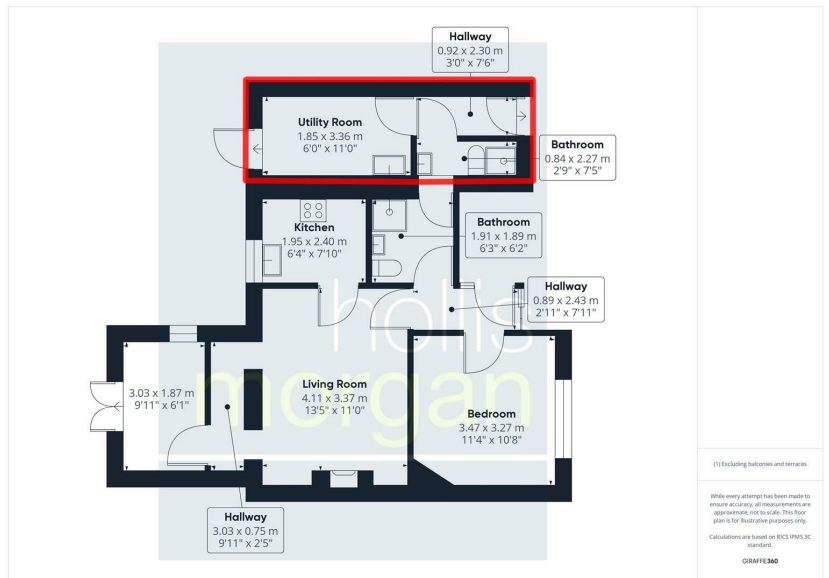 Hallway
0.92 x 2.30 m
3'0" x 7'6"
Utility Room
1.85 x 3.36 m
6'0" x 11'0"
Bathroom
0.84 x 2.27 m
2'9" x 7'5"
Kitchen
1.95 x 2.40 m
6'4" x 7'10"
Bathroom
1.91 x 1.89 m
6'3" x 6'2"
Hallway
0.89 x 2.43 m
2'11" x 7'11"
hollis
morgan
3.03 x 1.87 m
9'11" x 6'1"
Living Room
4.11 x 3.37 m
13'5" x 11'0"
Bedroom
3.47 x 3.27 m
11'4" x 10'8"
Hallway
3.03 x 0.75 m
9'11" x 2'5"
(1) Excluding balconies and terraces
While every attempt has been made to
ensure accuracy, all measurements are
approximate, not to scale. This floor
plan is for illustrative purposes only.
Calculations are based on RICS IPMS 3C
standard.
GIRAFFE360